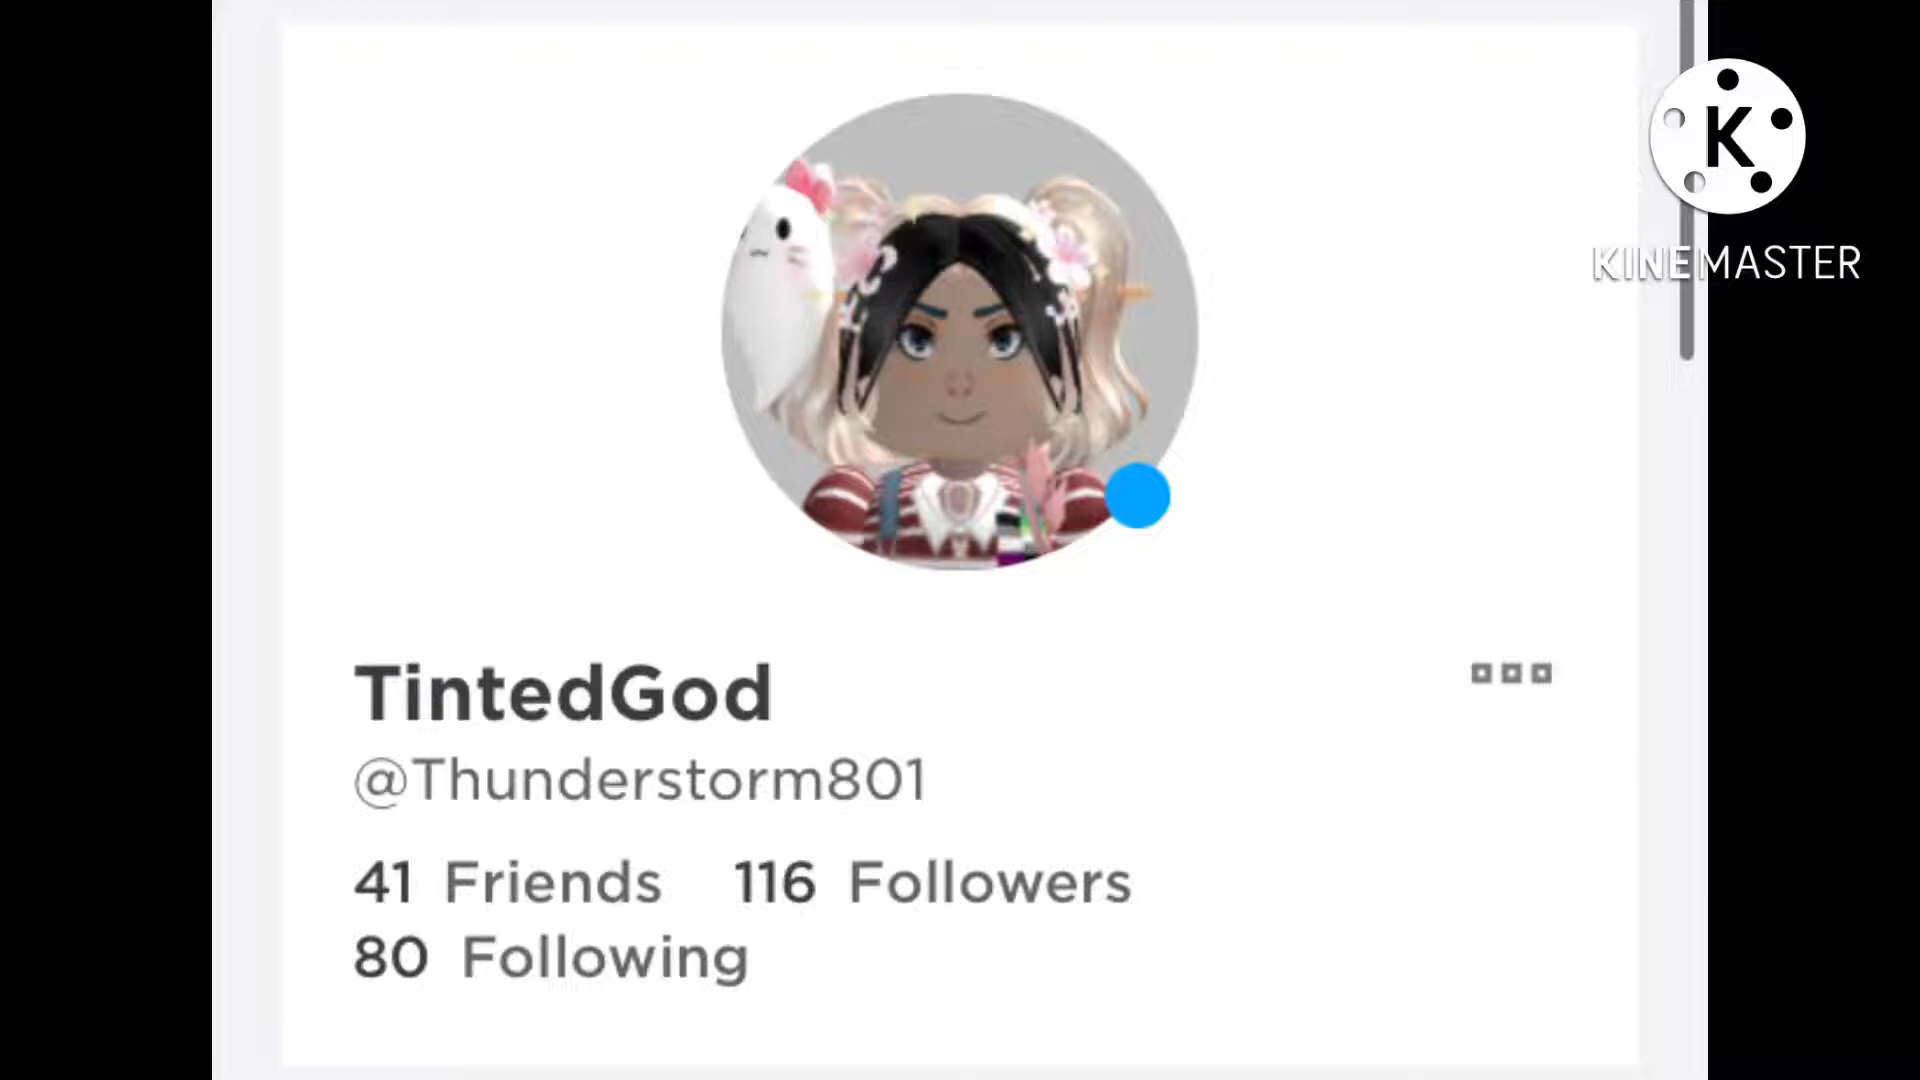 K
KINEMASTER
TintedGod
@Thunderstorm801
41 Friends 116 Followers
80 Following